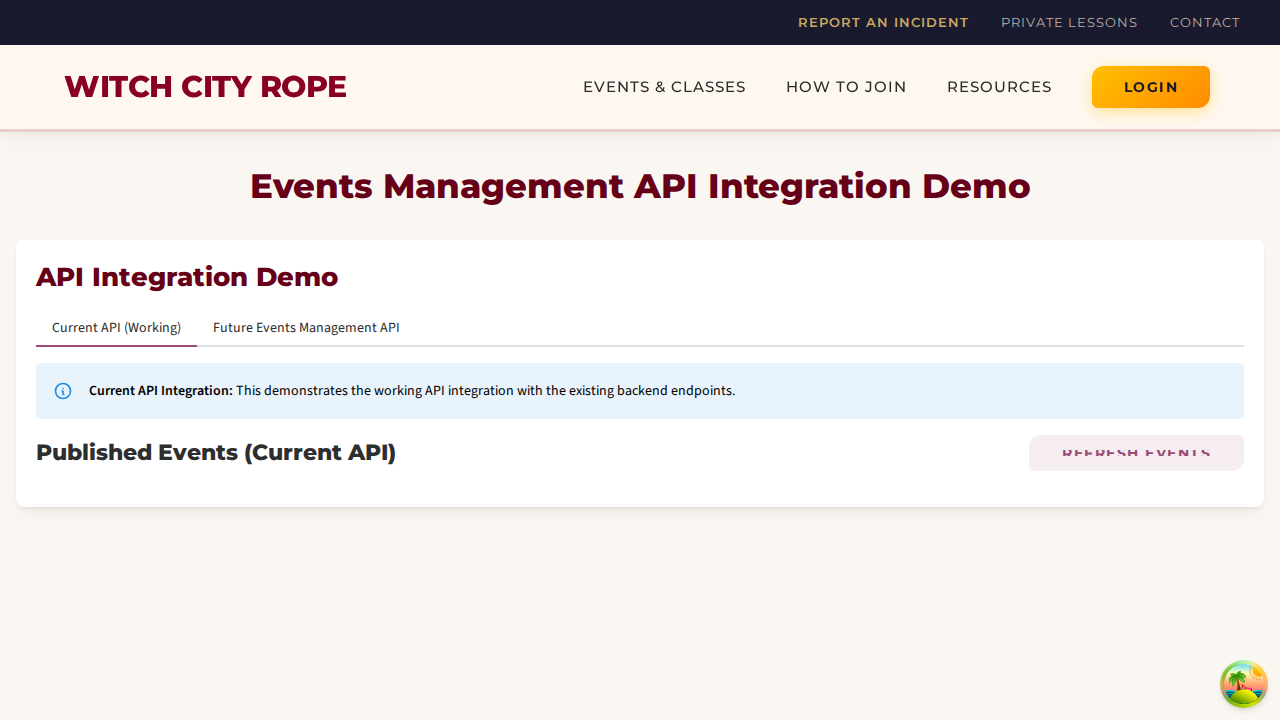 REPORT AN INCIDENT PRIVATE LESSONS CONTACT
WITCH CITY ROPE EVENTS & CLASSES HOW TO JOIN RESOURCES LOGIN
Events Management API Integration Demo
API Integration Demo
Current API (Working) Future Events Management API
Current API Integration: This demonstrates the working API integration with the existing backend endpoints.
Published Events (Current API) REFRESH EVENTS